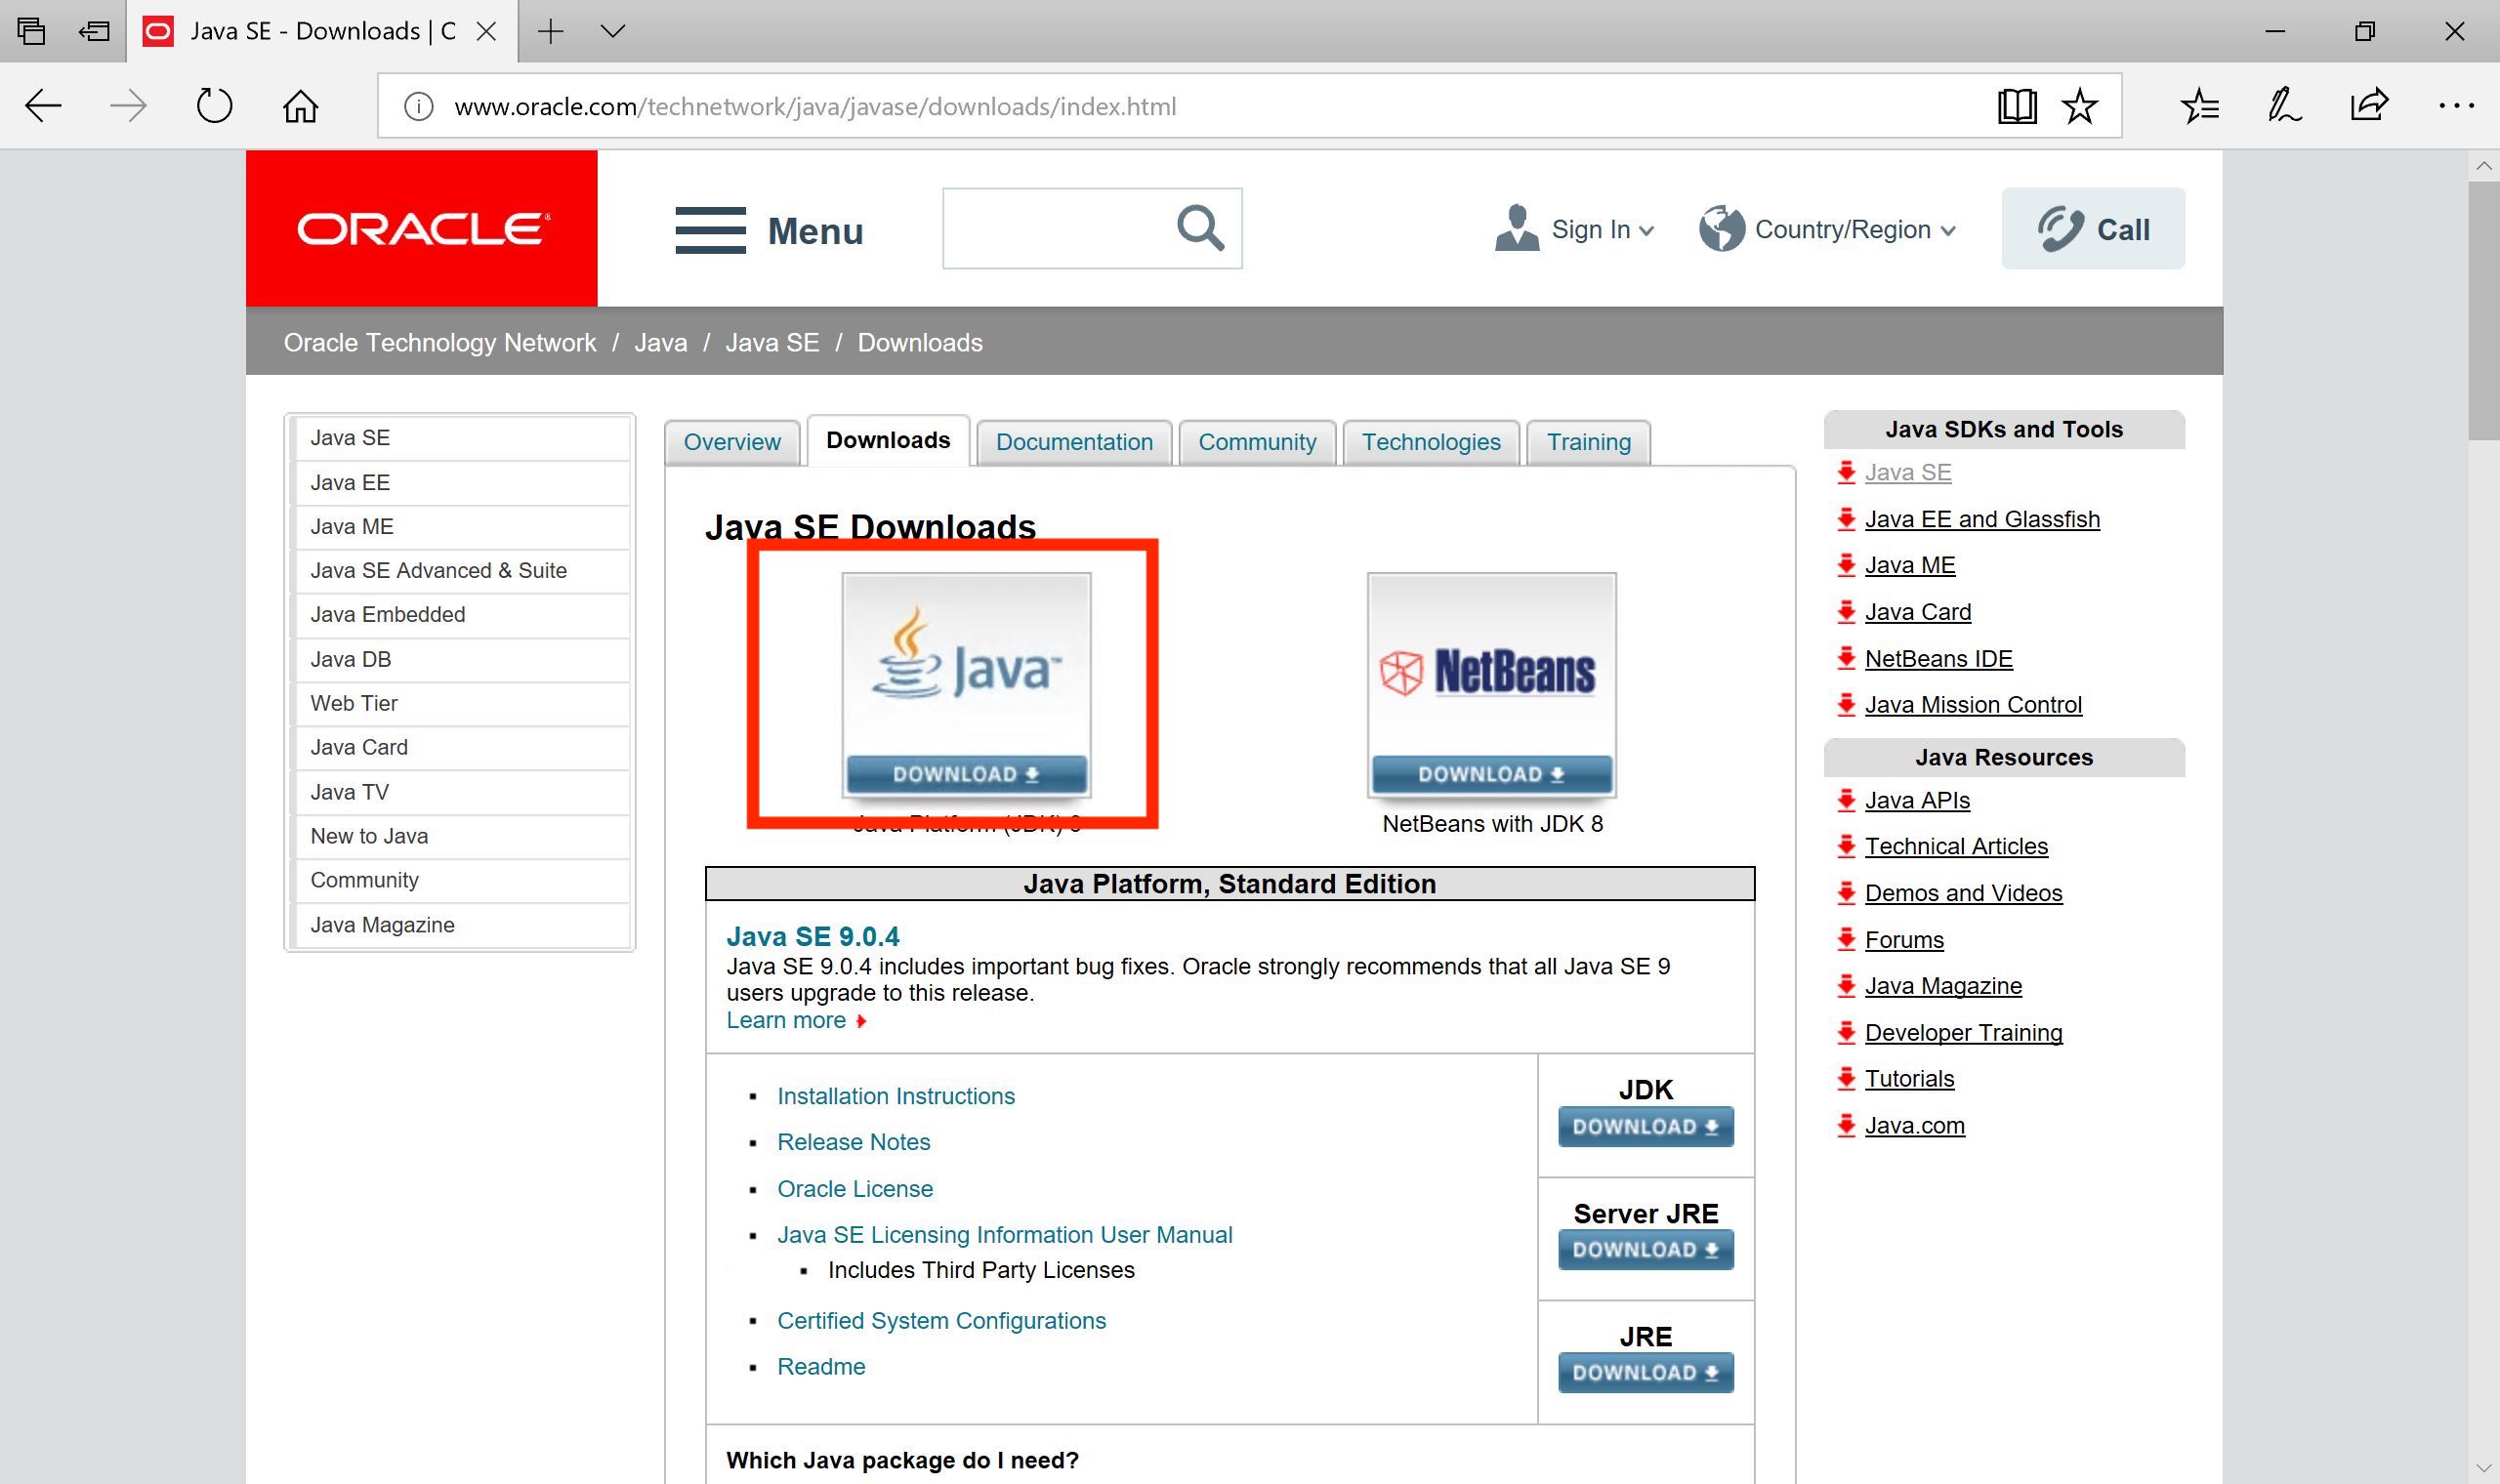 Java SE - Downloads | C
www.oracle.com/technetwork/java/javase/downloads/index.html
ORACLE®
Menu
Sign In
Country/Region
Call
Oracle Technology Network / Java / Java SE / Downloads
Java SE
Java EE
Java ME
Java SE Advanced & Suite
Java Embedded
Java DB
Web Tier
Java Card
Java TV
New to Java
Community
Java Magazine
Overview
Downloads
Documentation
Community
Technologies
Training
Java SE Downloads
Java™
DOWNLOAD
Java Platform (JDK)
NetBeans
DOWNLOAD
NetBeans with JDK 8
Java Platform, Standard Edition
Java SE 9.0.4
Java SE 9.0.4 includes important bug fixes. Oracle strongly recommends that all Java SE 9
users upgrade to this release.
Learn more
Installation Instructions
Release Notes
Oracle License
Java SE Licensing Information User Manual
Includes Third Party Licenses
Certified System Configurations
Readme
JDK
DOWNLOAD
Server JRE
DOWNLOAD
JRE
DOWNLOAD
Which Java package do I need?
Java SDKs and Tools
Java SE
Java EE and Glassfish
Java ME
Java Card
NetBeans IDE
Java Mission Control
Java Resources
Java APIs
Technical Articles
Demos and Videos
Forums
Java Magazine
Developer Training
Tutorials
Java.com